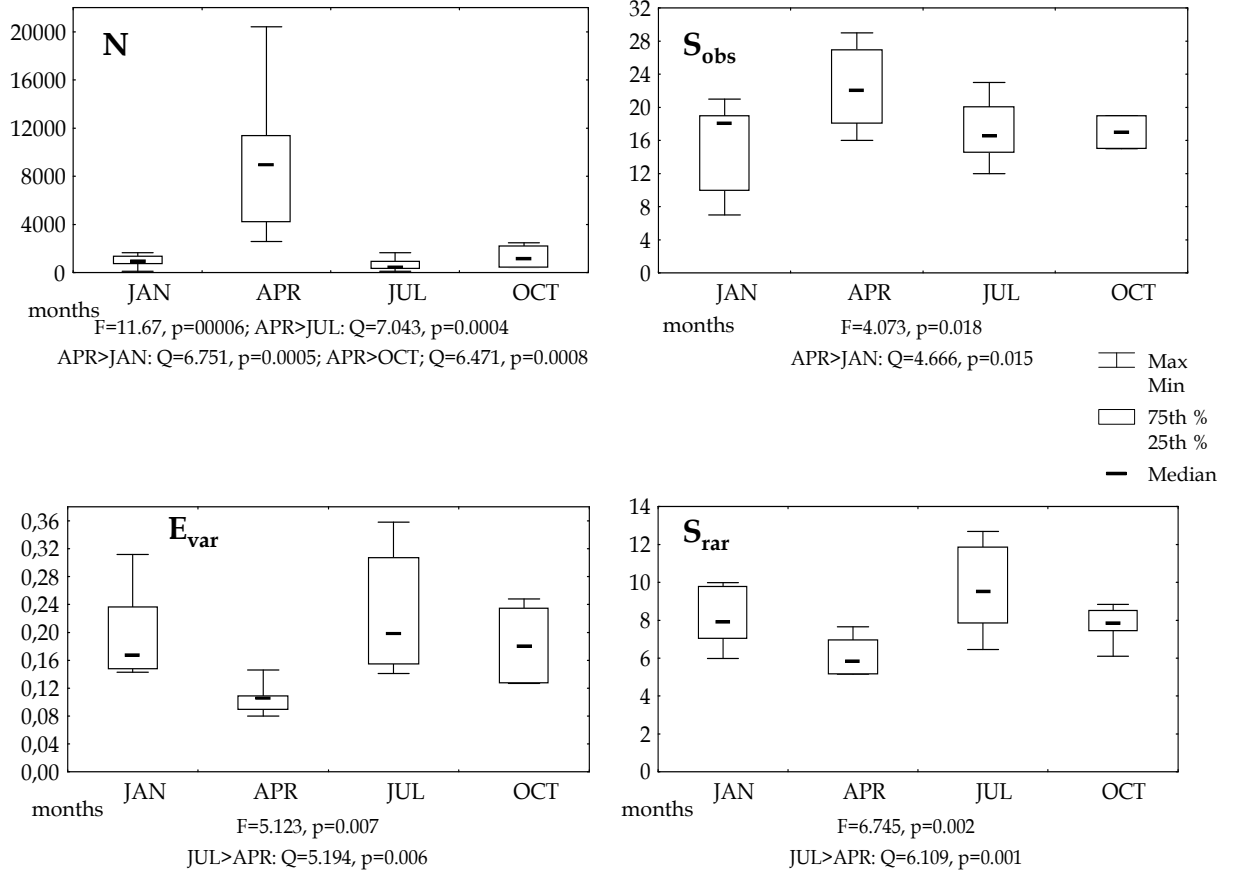 N
20000
16000
12000
8000
4000
0
JAN APR JUL OCT
months
F=11.67, p=00006; APR>JUL: Q=7.043, p=0.0004
APR>JAN: Q=6.751, p=0.0005; APR>OCT; Q=6.471, p=0.0008
S_obs
32
28
24
20
16
12
8
4
0
JAN APR JUL OCT
months
F=4.073, p=0.018
APR>JAN: Q=4.666, p=0.015
Max
Min
75th %
25th %
Median
E_var
0,36
0,32
0,28
0,24
0,20
0,16
0,12
0,08
0,04
0,00
JAN APR JUL OCT
months
F=5.123, p=0.007
JUL>APR: Q=5.194, p=0.006
S_rar
14
12
10
8
6
4
2
0
JAN APR JUL OCT
months
F=6.745, p=0.002
JUL>APR: Q=6.109, p=0.001